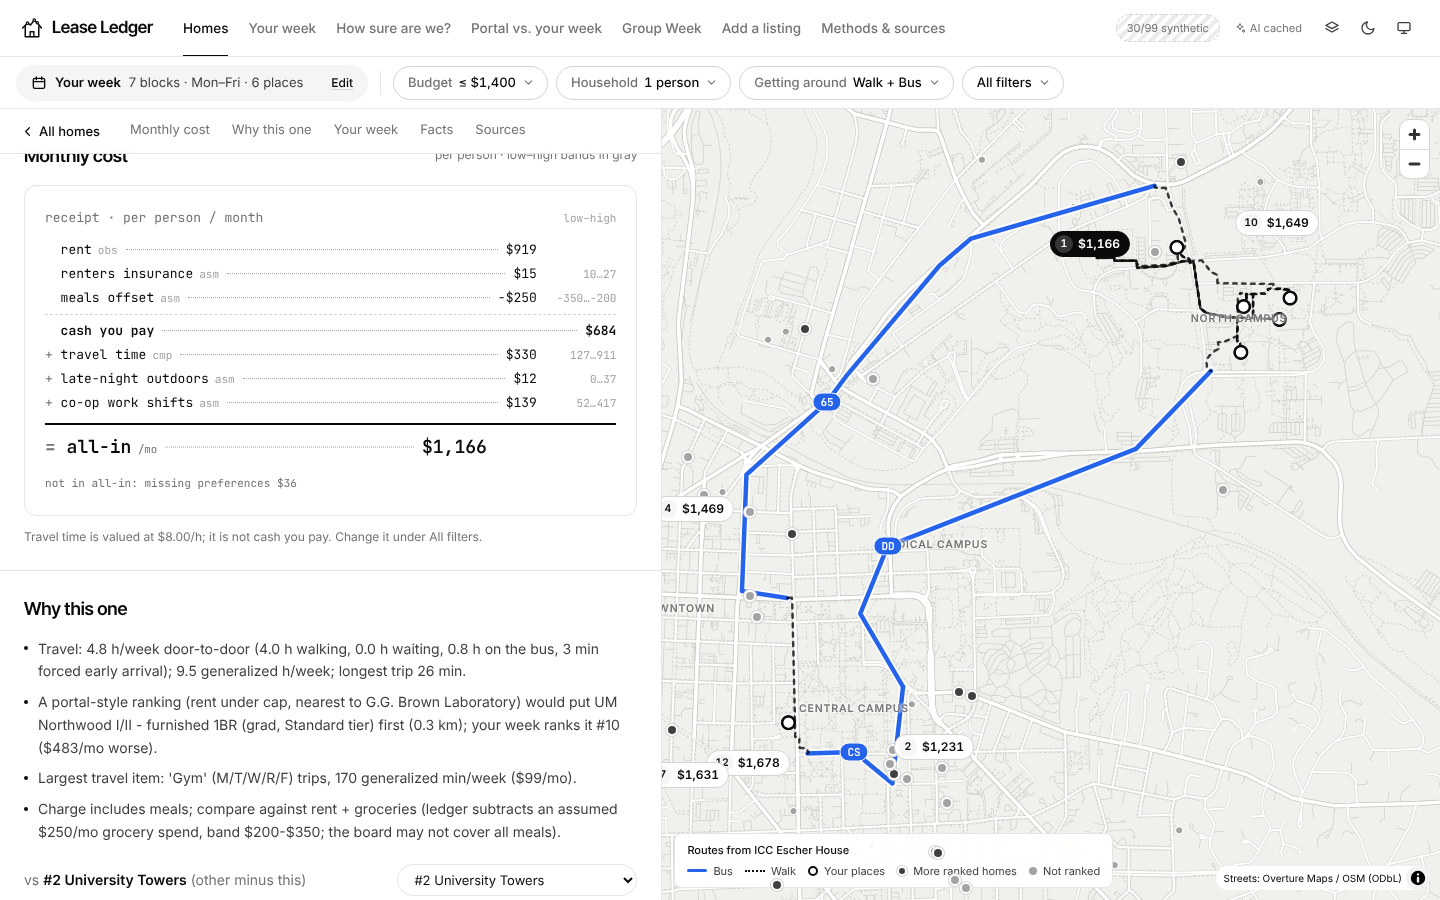 Lease Ledger
Homes
Your week
How sure are we?
Portal vs. your week
Group Week
Add a listing
Methods & sources
30/99 synthetic
AI cached
Your week 7 blocks · Mon–Fri · 6 places Edit
Budget ≤ $1,400
Household 1 person
Getting around Walk + Bus
All filters
All homes
Monthly cost
Why this one
Your week
Facts
Sources
Monthly cost
per person · low–high bands in gray
receipt · per person / month low–high
rent obs $919
renters insurance asm $15 10…27
meals offset asm -$250 -350…-200
cash you pay $684
+ travel time cmp $330 127…911
+ late-night outdoors asm $12 0…37
+ co-op work shifts asm $139 52…417
= all-in /mo $1,166
not in all-in: missing preferences $36
Travel time is valued at $8.00/h; it is not cash you pay. Change it under All filters.
Why this one
• Travel: 4.8 h/week door-to-door (4.0 h walking, 0.0 h waiting, 0.8 h on the bus, 3 min
forced early arrival); 9.5 generalized h/week; longest trip 26 min.
• A portal-style ranking (rent under cap, nearest to G.G. Brown Laboratory) would put UM
Northwood I/II - furnished 1BR (grad, Standard tier) first (0.3 km); your week ranks it #10
($483/mo worse).
• Largest travel item: 'Gym' (M/T/W/R/F) trips, 170 generalized min/week ($99/mo).
• Charge includes meals; compare against rent + groceries (ledger subtracts an assumed
$250/mo grocery spend, band $200-$350; the board may not cover all meals).
vs #2 University Towers (other minus this)
#2 University Towers
+
−
10 $1,649
1 $1,166
NORTH CAMPUS
65
4 $1,469
DD
DICAL CAMPUS
WNTOWN
CENTRAL CAMPUS
CS
2 $1,231
12 $1,678
7 $1,631
Routes from ICC Escher House
Bus
Walk
Your places
More ranked homes
Not ranked
Streets: Overture Maps / OSM (ODbL)